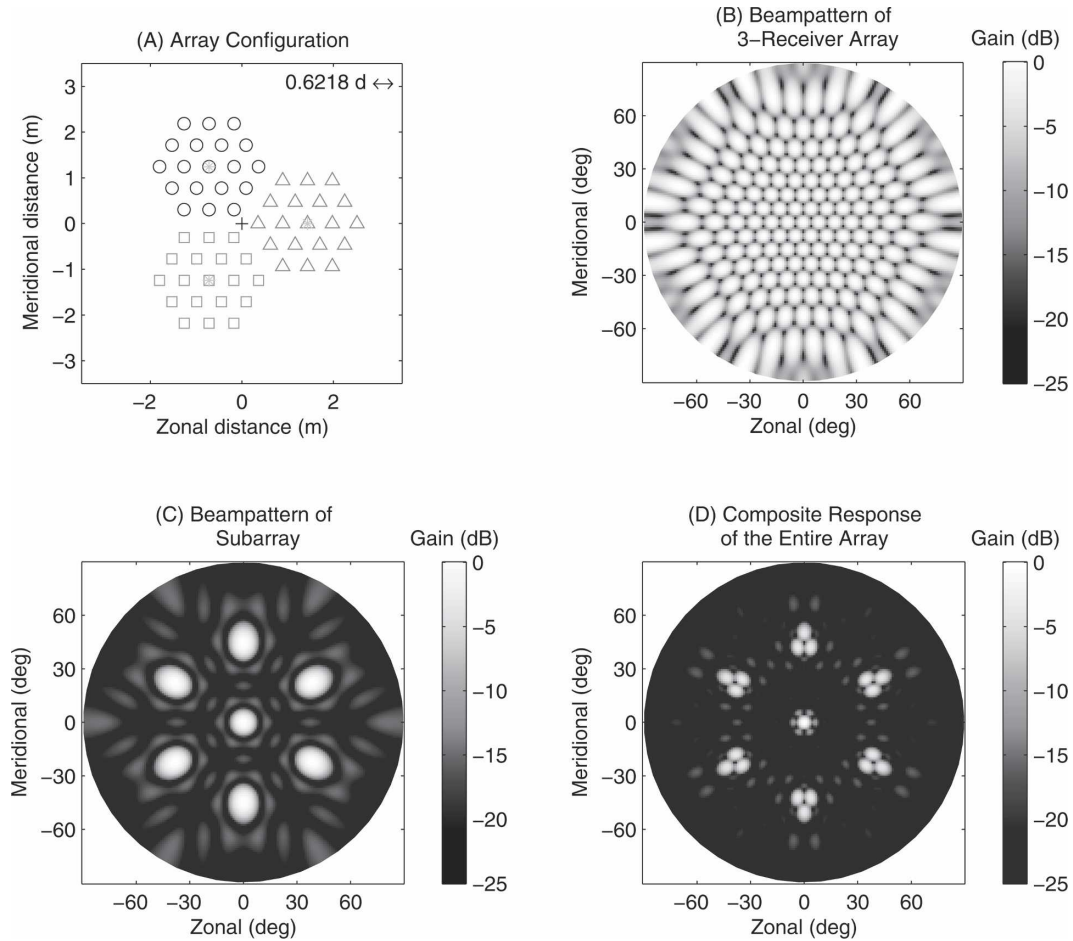 (A) Array Configuration
0.6218 d ↔
Meridional distance (m)
3
2
1
0
−1
−2
−3
−2 0 2
Zonal distance (m)
(B) Beampattern of
3−Receiver Array
Gain (dB)
Meridional (deg)
60
30
0
−30
−60
−60 −30 0 30 60
Zonal (deg)
0
−5
−10
−15
−20
−25
(C) Beampattern of
Subarray
Gain (dB)
Meridional (deg)
60
30
0
−30
−60
−60 −30 0 30 60
Zonal (deg)
0
−5
−10
−15
−20
−25
(D) Composite Response
of the Entire Array
Gain (dB)
Meridional (deg)
60
30
0
−30
−60
−60 −30 0 30 60
Zonal (deg)
0
−5
−10
−15
−20
−25